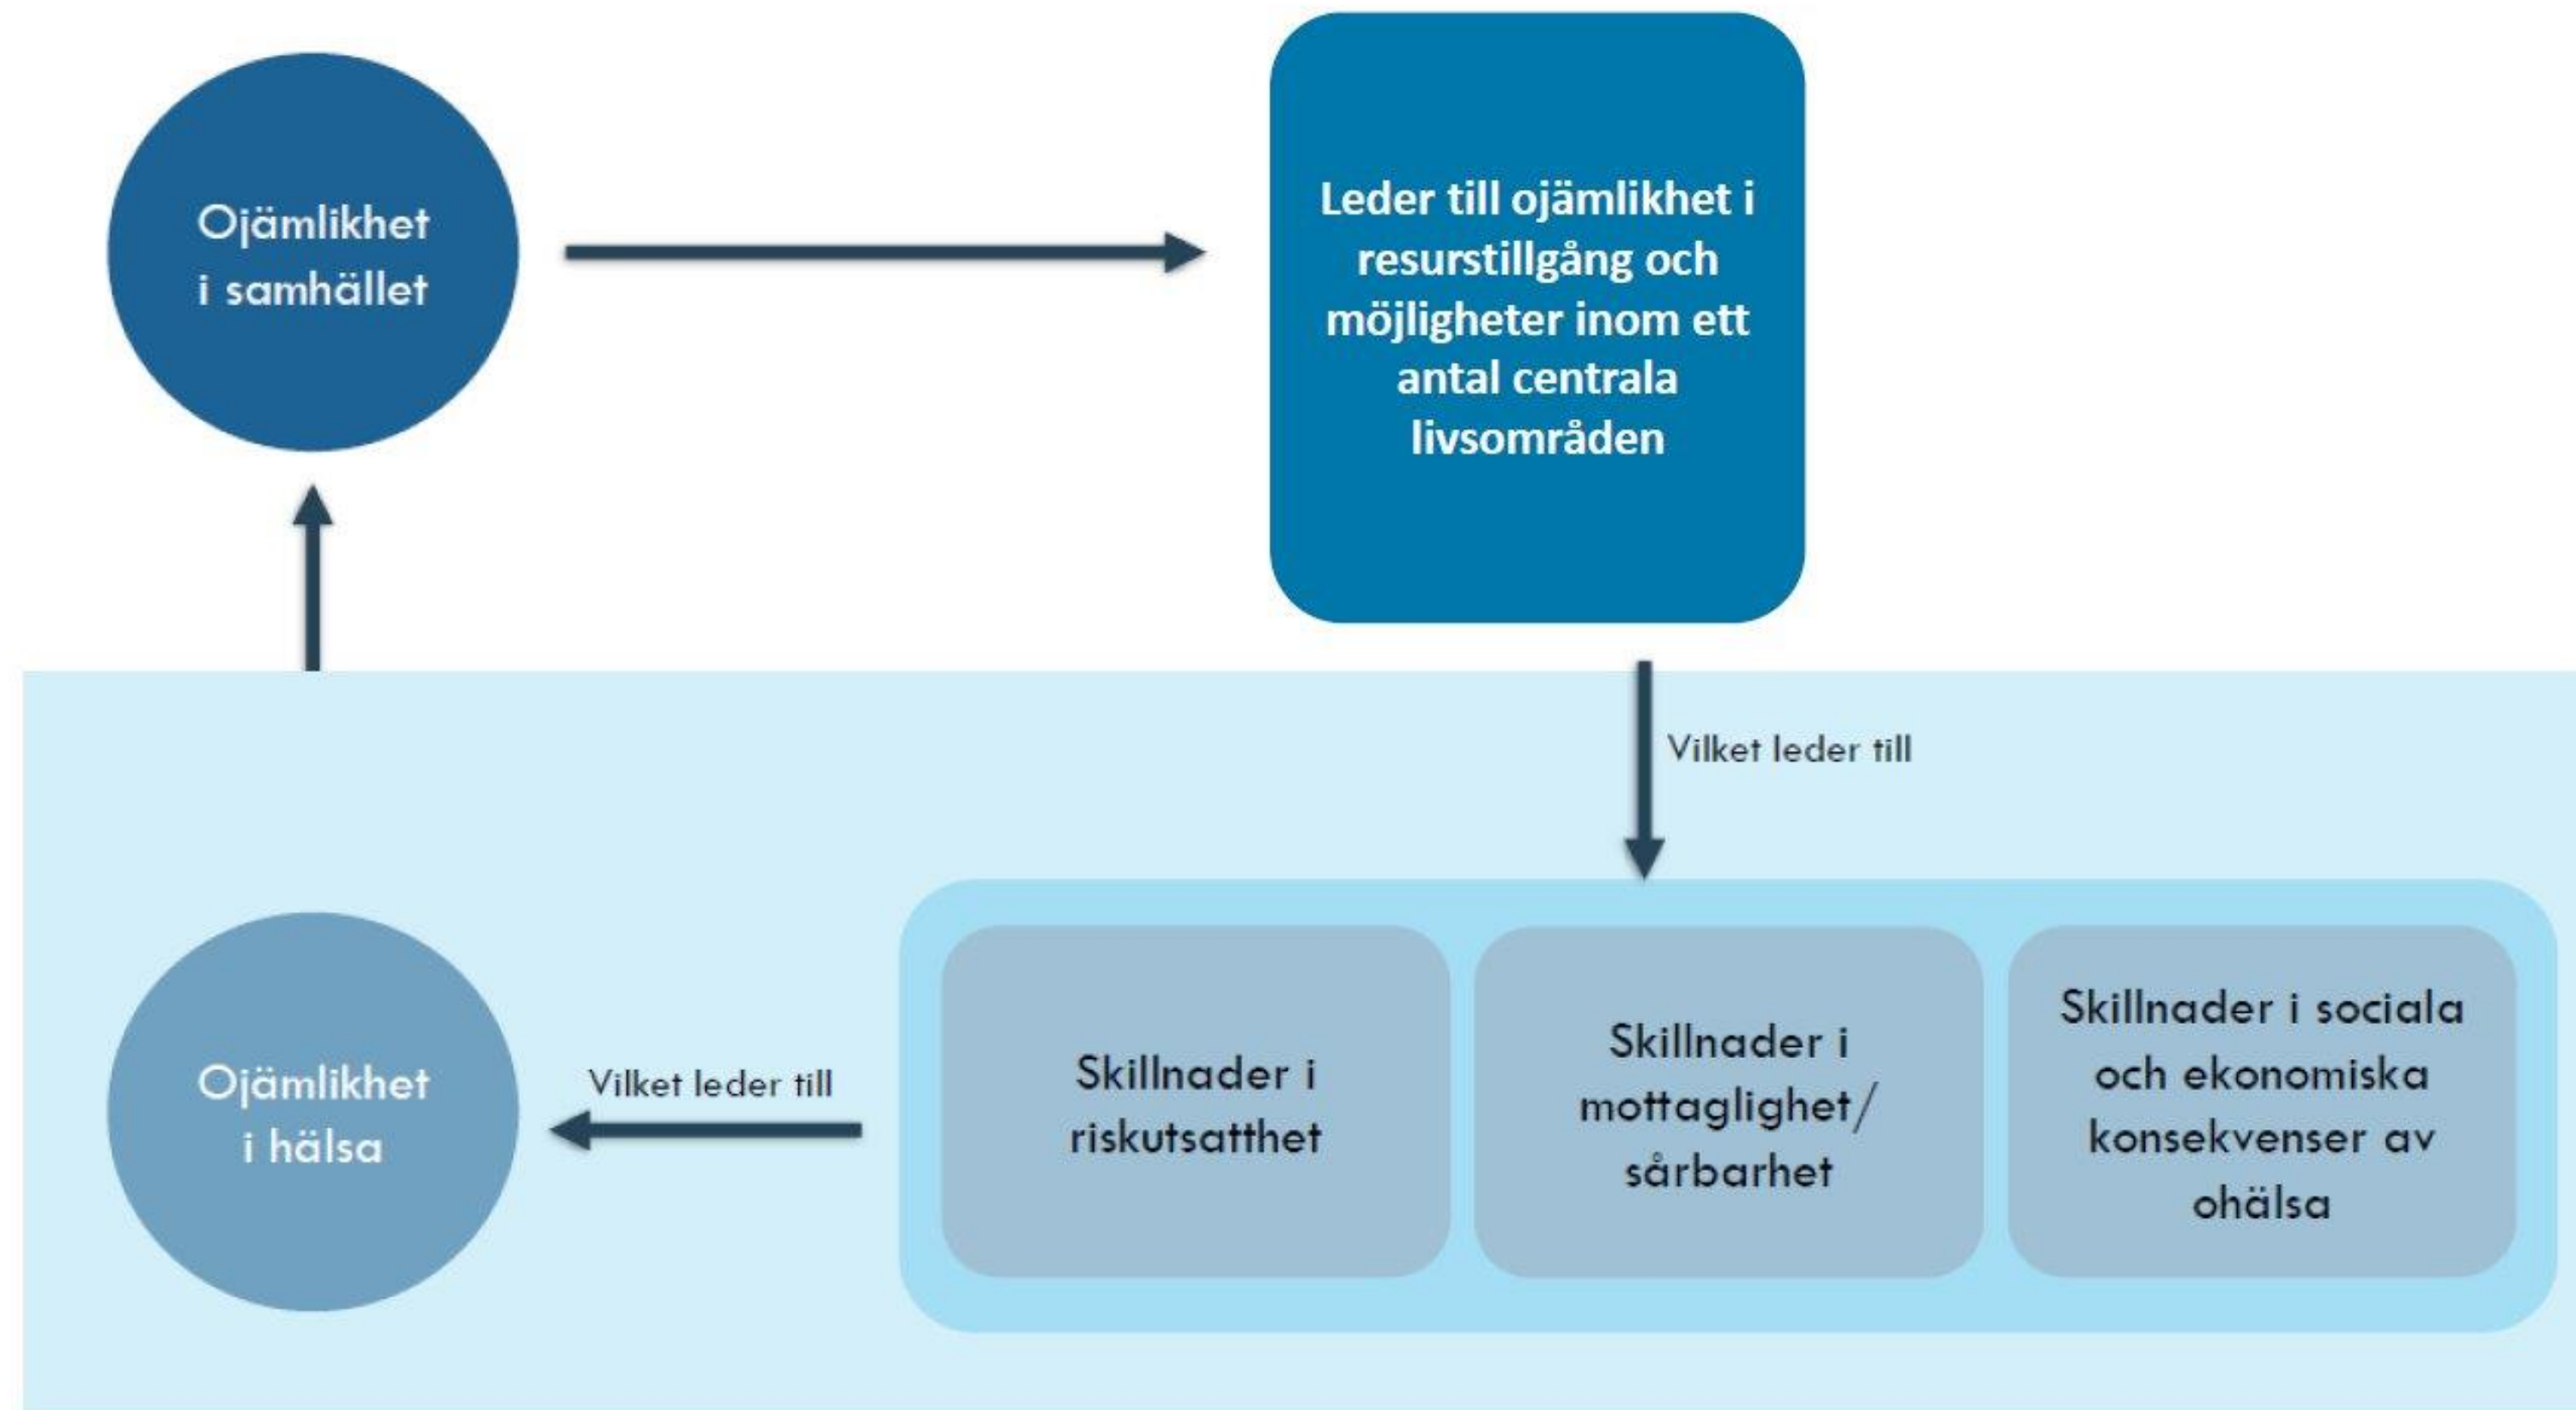 Ojämlikhet
i samhället
Leder till ojämlikhet i
resurstillgång och
möjligheter inom ett
antal centrala
livsområden
Vilket leder till
Ojämlikhet
i hälsa
Vilket leder till
Skillnader i
riskutsatthet
Skillnader i
mottaglighet/
sårbarhet
Skillnader i sociala
och ekonomiska
konsekvenser av
ohälsa